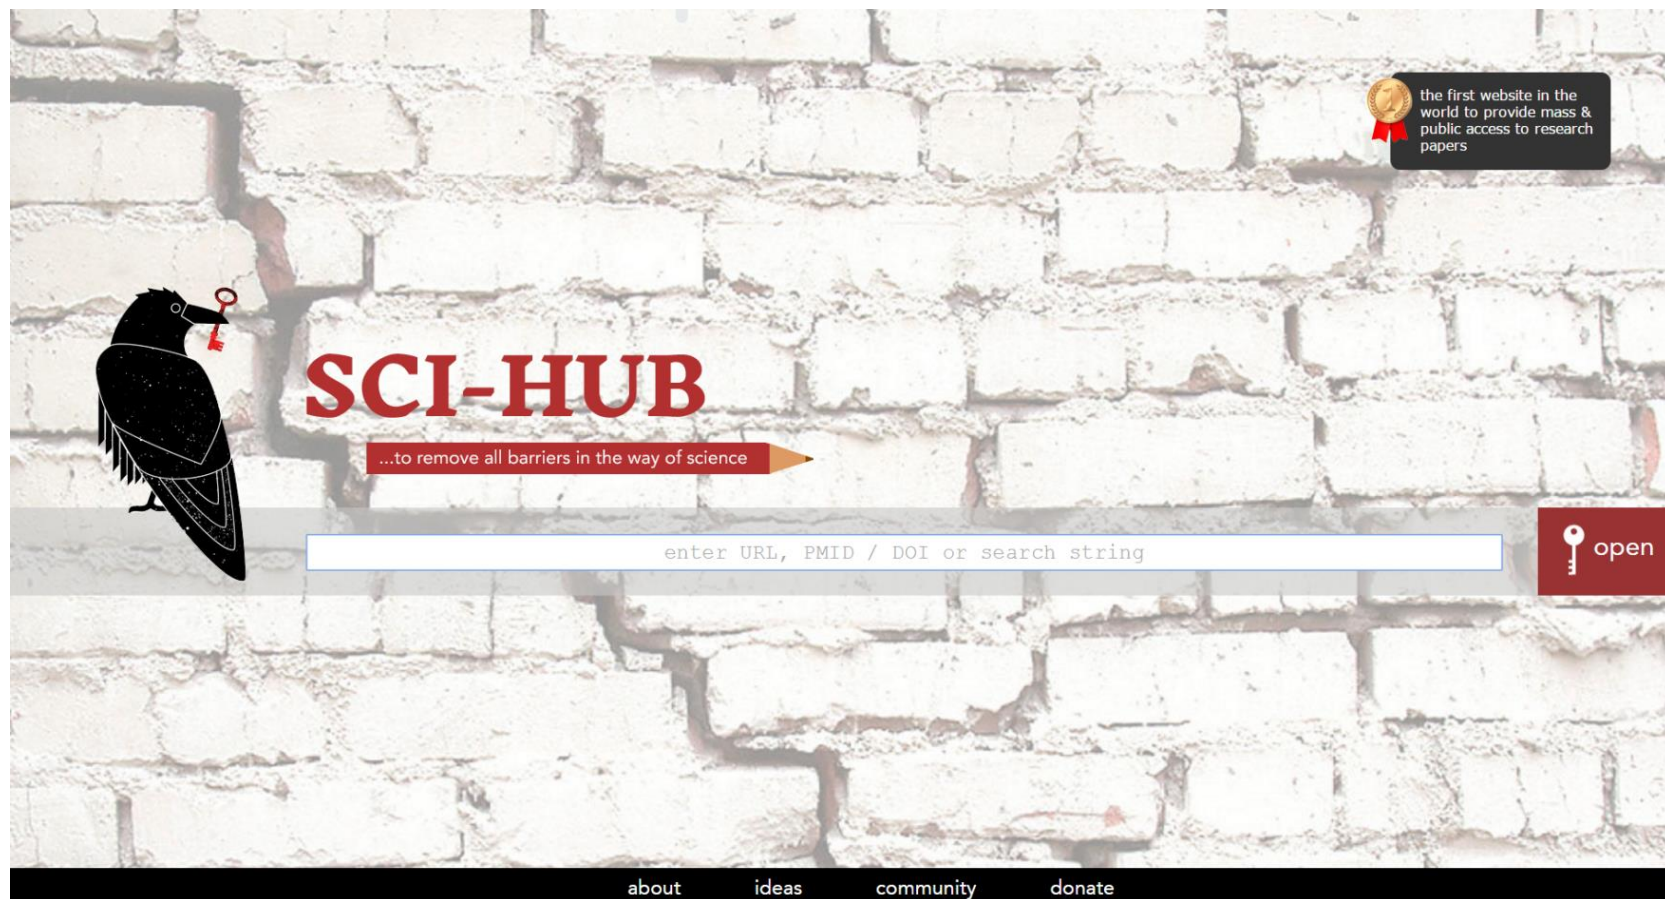 the first website in the
world to provide mass &
public access to research
papers
SCI-HUB
...to remove all barriers in the way of science
enter URL, PMID / DOI or search string
open
about
ideas
community
donate